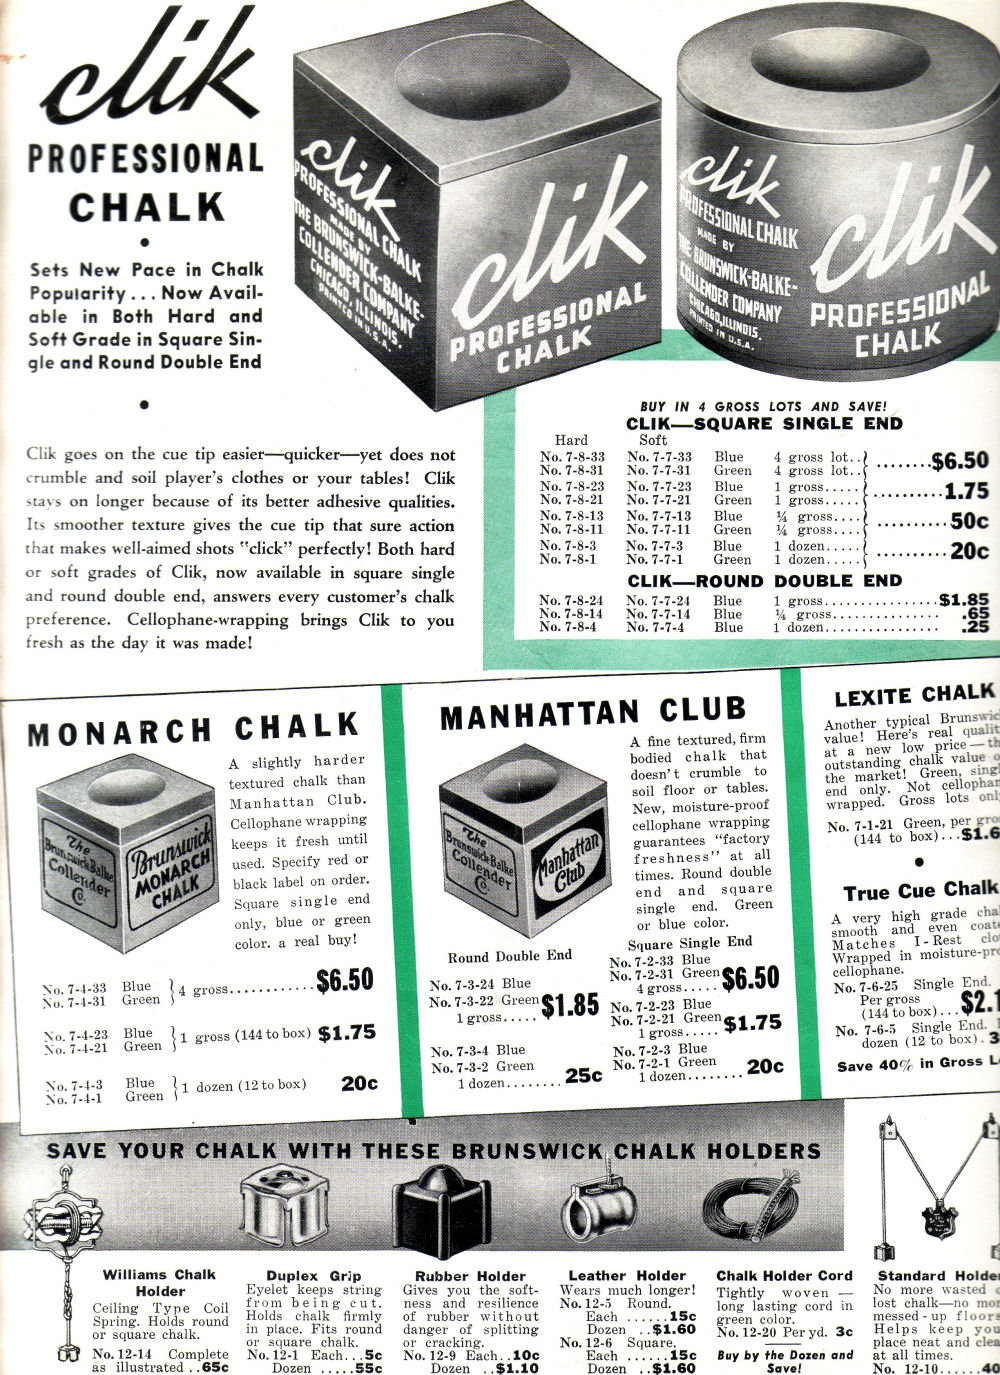 clik
PROFESSIONAL
CHALK
Sets New Pace in Chalk
Popularity . . . Now Avail-
able in Both Hard and
Soft Grade in Square Sin-
gle and Round Double End
clik
PROFESSIONAL CHALK
MADE BY
THE BRUNSWICK-BALKE-
COLLENDER COMPANY
CHICAGO, ILLINOIS.
PRINTED IN U.S.A.
clik
PROFESSIONAL
CHALK
clik
PROFESSIONAL CHALK
MADE BY
THE BRUNSWICK-BALKE-
COLLENDER COMPANY
CHICAGO, ILLINOIS.
PRINTED IN U.S.A.
clik
PROFESSIONAL
CHALK
Clik goes on the cue tip easier—quicker—yet does not
crumble and soil player's clothes or your tables! Clik
stays on longer because of its better adhesive qualities.
Its smoother texture gives the cue tip that sure action
that makes well-aimed shots "click" perfectly! Both hard
or soft grades of Clik, now available in square single
and round double end, answers every customer's chalk
preference. Cellophane-wrapping brings Clik to you
fresh as the day it was made!
BUY IN 4 GROSS LOTS AND SAVE!
CLIK—SQUARE SINGLE END
Hard Soft
No. 7-8-33 No. 7-7-33 Blue 4 gross lot..
No. 7-8-31 No. 7-7-31 Green 4 gross lot.. ........$6.50
No. 7-8-23 No. 7-7-23 Blue 1 gross.....
No. 7-8-21 No. 7-7-21 Green 1 gross..... .......... 1.75
No. 7-8-13 No. 7-7-13 Blue ¼ gross....
No. 7-8-11 No. 7-7-11 Green ¼ gross.... .......... 50c
No. 7-8-3 No. 7-7-3 Blue 1 dozen.....
No. 7-8-1 No. 7-7-1 Green 1 dozen..... .......... 20c
CLIK—ROUND DOUBLE END
No. 7-8-24 No. 7-7-24 Blue 1 gross................$1.85
No. 7-8-14 No. 7-7-14 Blue ¼ gross............... .65
No. 7-8-4 No. 7-7-4 Blue 1 dozen................ .25
MONARCH CHALK
The
Brunswick-Balke
Collender
Co.
Brunswick
MONARCH
CHALK
A slightly harder
textured chalk than
Manhattan Club.
Cellophane wrapping
keeps it fresh until
used. Specify red or
black label on order.
Square single end
only, blue or green
color. a real buy!
No. 7-4-33 Blue
No. 7-4-31 Green 4 gross............ $6.50
No. 7-4-23 Blue
No. 7-4-21 Green 1 gross (144 to box) $1.75
No. 7-4-3 Blue
No. 7-4-1 Green 1 dozen (12 to box) 20c
MANHATTAN CLUB
The
Brunswick-Balke
Collender
Co.
Manhattan
Club
A fine textured, firm
bodied chalk that
doesn't crumble to
soil floor or tables.
New, moisture-proof
cellophane wrapping
guarantees "factory
freshness" at all
times. Round double
end and square
single end. Green
or blue color.
Round Double End
No. 7-3-24 Blue
No. 7-3-22 Green
1 gross..... $1.85
No. 7-3-4 Blue
No. 7-3-2 Green
1 dozen........ 25c
Square Single End
No. 7-2-33 Blue
No. 7-2-31 Green
4 gross..... $6.50
No. 7-2-23 Blue
No. 7-2-21 Green
1 gross..... $1.75
No. 7-2-3 Blue
No. 7-2-1 Green
1 dozen........ 20c
LEXITE CHALK
Another typical
value! Here's real
at a new low price —
outstanding chalk value
the market! Green,
end only. Not
wrapped. Gross lots
No. 7-1-21 Green, per
(144 to box)...
True Cue Chalk
A very high grade
smooth and even
Matches I-Rest
Wrapped in
cellophane.
No. 7-6-25 Single End.
Per gross
(144 to box)...
No. 7-6-5 Single End.
dozen (12 to box).
Save 40% in Gross
SAVE YOUR CHALK WITH THESE BRUNSWICK CHALK HOLDERS
Williams Chalk
Holder
Ceiling Type Coil
Spring. Holds round
or square chalk.
No. 12-14 Complete
as illustrated ..65c
Duplex Grip
Eyelet keeps string
from being cut.
Holds chalk firmly
in place. Fits round
or square chalk.
No. 12-1 Each...5c
Dozen .....55c
Rubber Holder
Gives you the soft-
ness and resilience
of rubber without
danger of splitting
or cracking.
No. 12-9 Each..10c
Dozen ..$1.10
Leather Holder
Wears much longer!
No. 12-5 Round.
Each ......15c
Dozen ..$1.60
No. 12-6 Square,
Each ......15c
Dozen ..$1.60
Chalk Holder Cord
Tightly woven —
long lasting cord in
green color.
No. 12-20 Per yd. 3c
Buy by the Dozen and
Save!
Standard
No more wasted
lost chalk—no
messed-up
Helps keep
place neat and
at all times.
No. 12-10......